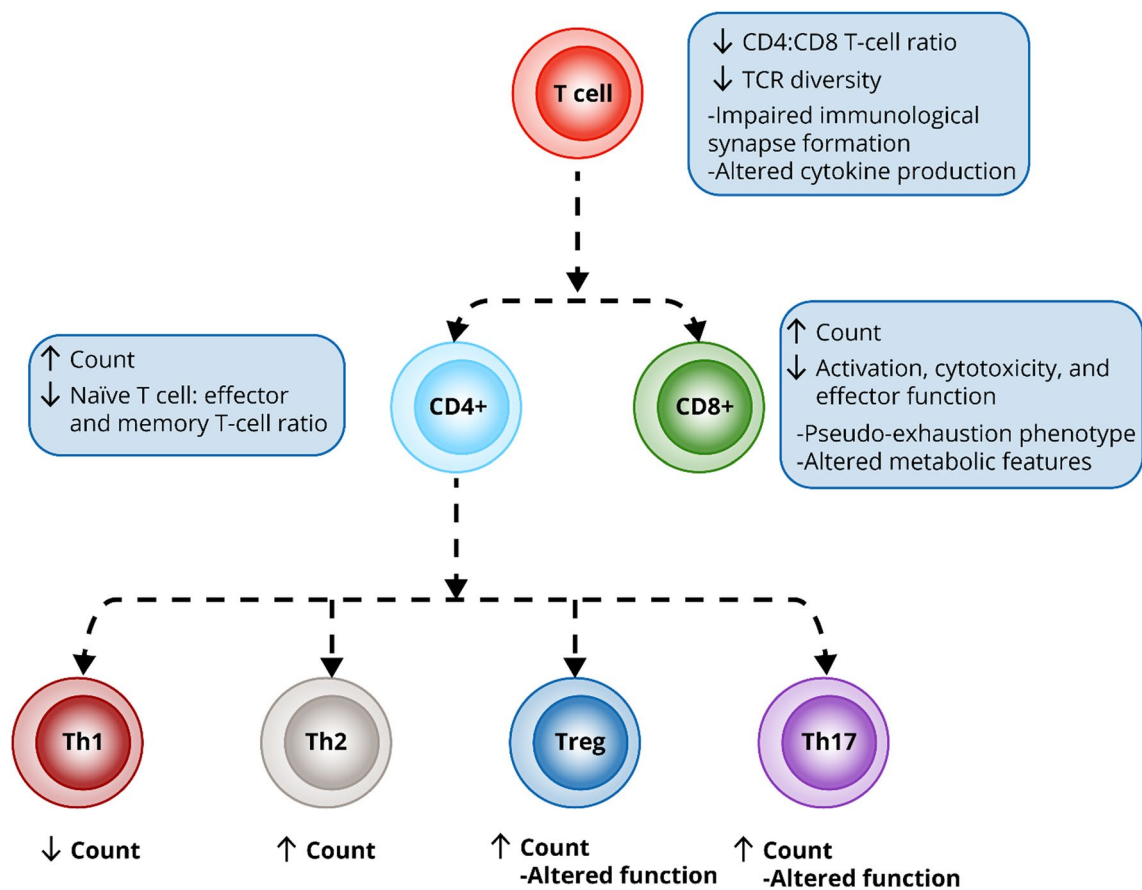 T cell
↓ CD4:CD8 T-cell ratio
↓ TCR diversity
-Impaired immunological
synapse formation
-Altered cytokine production
↑ Count
↓ Naïve T cell: effector
and memory T-cell ratio
CD4+
CD8+
↑ Count
↓ Activation, cytotoxicity, and
effector function
-Pseudo-exhaustion phenotype
-Altered metabolic features
Th1
Th2
Treg
Th17
↓ Count
↑ Count
↑ Count
-Altered function
↑ Count
-Altered function